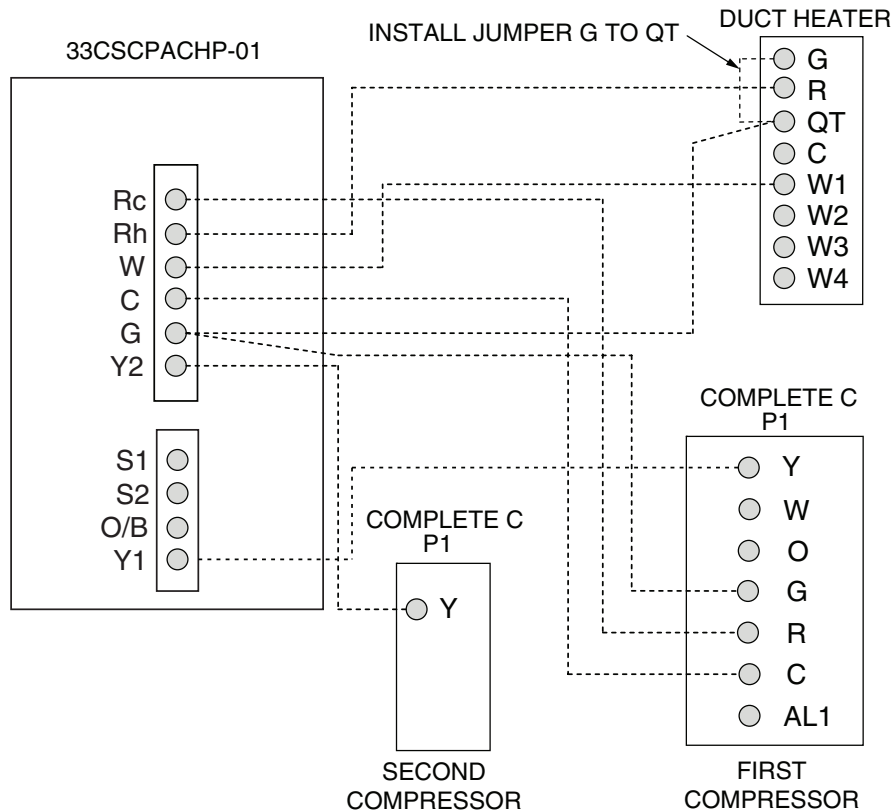 33CSCPACHP-01
Rc
Rh
W
C
G
Y2
S1
S2
O/B
Y1
INSTALL JUMPER G TO QT
DUCT HEATER
G
R
QT
C
W1
W2
W3
W4
COMPLETE C
P1
Y
SECOND
COMPRESSOR
COMPLETE C
P1
Y
W
O
G
R
C
AL1
FIRST
COMPRESSOR